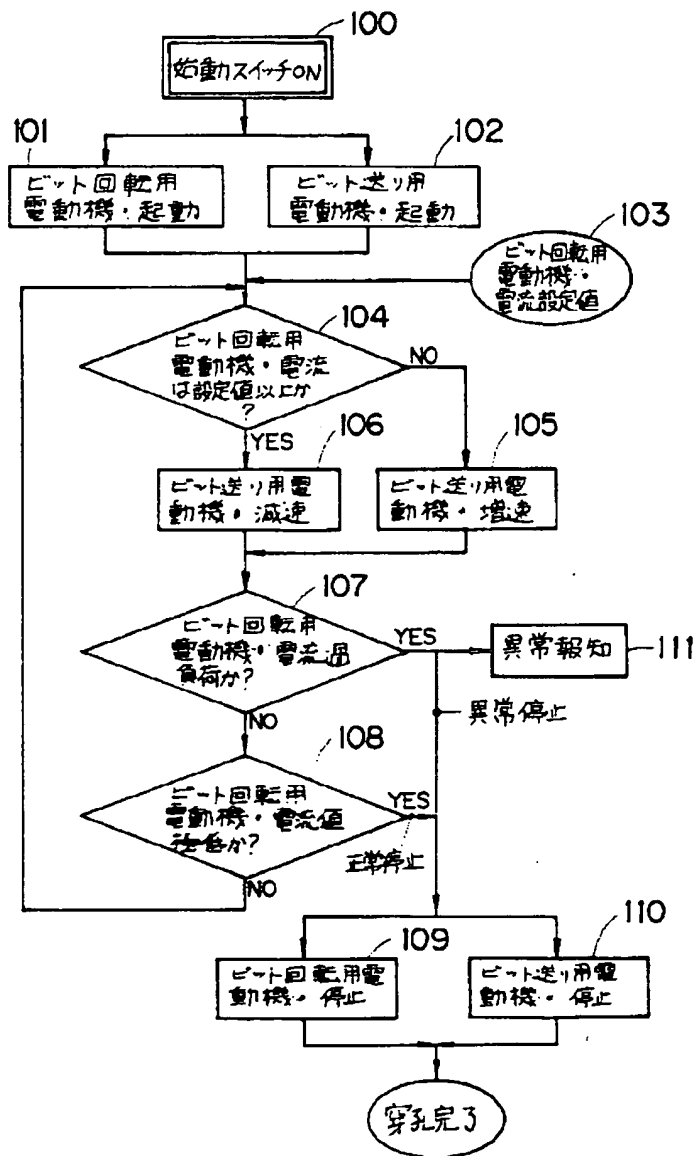 100
始動スイッチON
101
ビット回転用
電動機・起動
102
ビット送り用
電動機・起動
103
ビット回転用
電動機・
電流設定値
104
ビット回転用
電動機・電流
は設定値以上か
?
NO
YES
106
ビット送り用電
動機・減速
105
ビット送り用電
動機・増速
107
ビット回転用
電動機・電流過
負荷か?
YES
異常報知
111
NO
異常停止
108
ビット回転用
電動機・電流値
か?
YES
正常停止
NO
109
ビット回転用電
動機・停止
110
ビット送り用電
動機・停止
穿孔完了